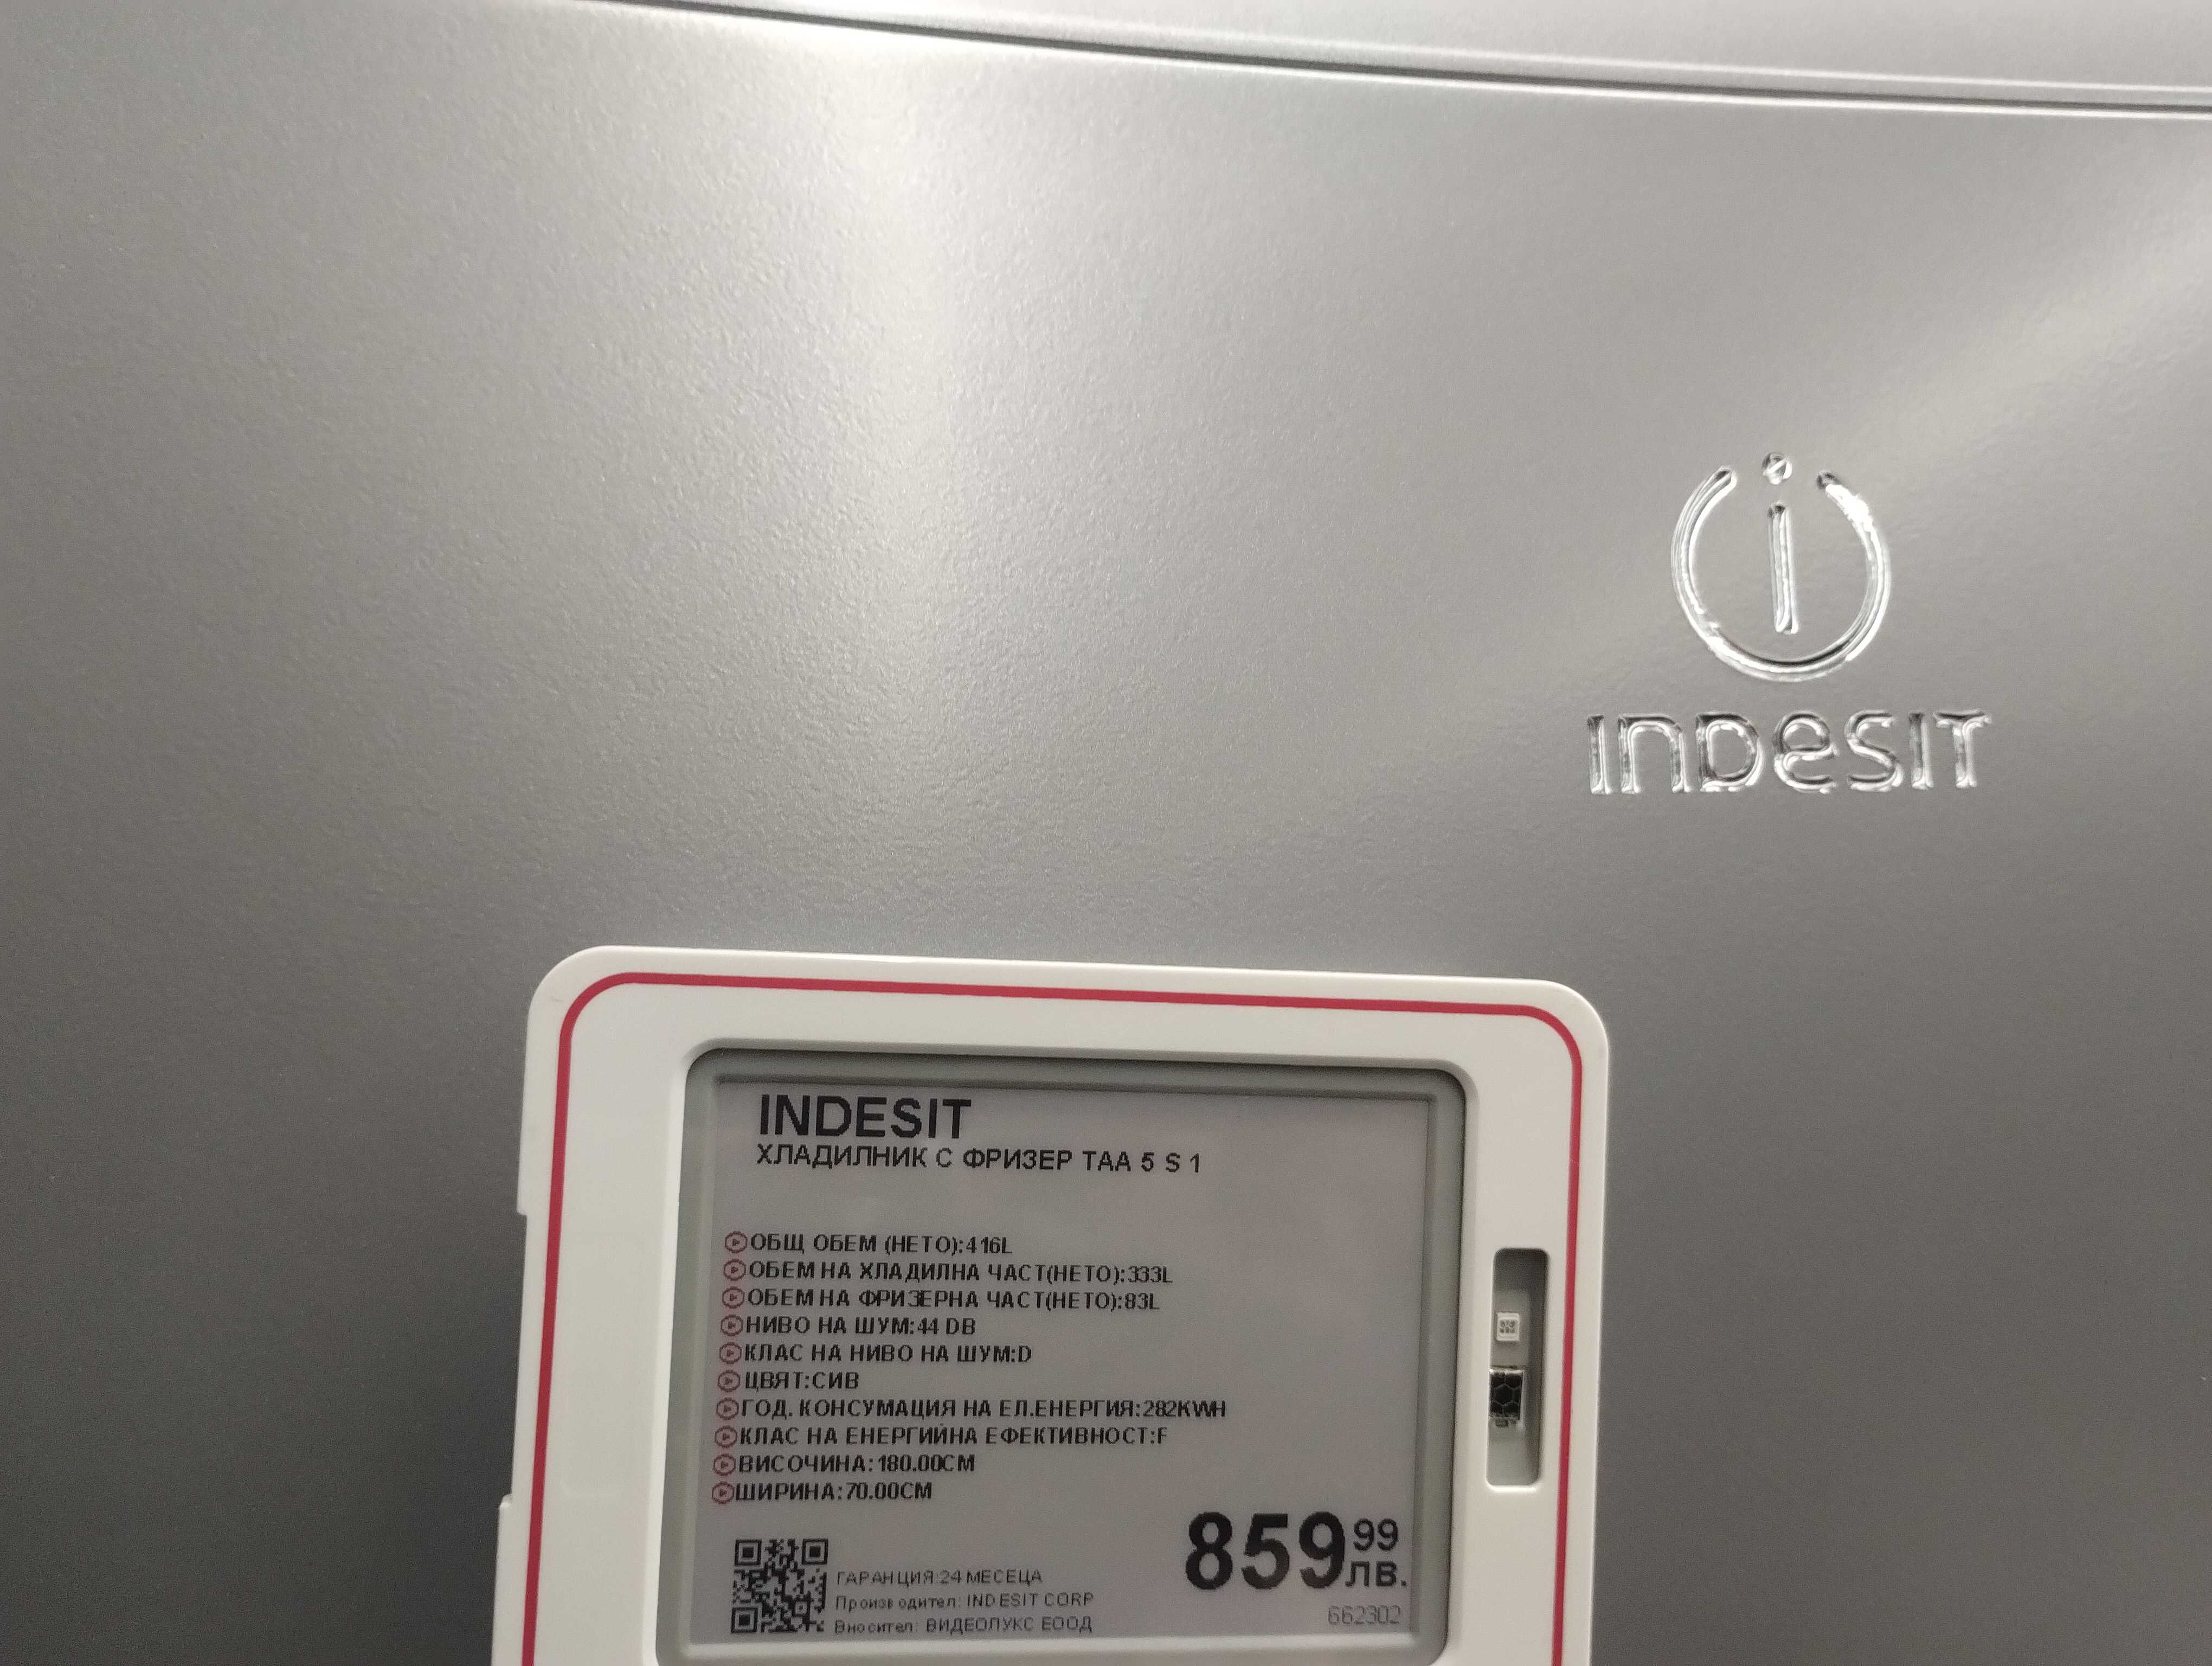 INDESIT
INDESIT
ХЛАДИЛНИК С ФРИЗЕР TAA 5 S 1
ОБЩ ОБЕМ (НЕТО):416L
ОБЕМ НА ХЛАДИЛНА ЧАСТ(НЕТО):333L
ОБЕМ НА ФРИЗЕРНА ЧАСТ(НЕТО):83L
НИВО НА ШУМ:44 DB
КЛАС НА НИВО НА ШУМ:D
ЦВЯТ:СИВ
ГОД. КОНСУМАЦИЯ НА ЕЛ.ЕНЕРГИЯ:282KWH
КЛАС НА ЕНЕРГИЙНА ЕФЕКТИВНОСТ:F
ВИСОЧИНА:180.00CM
ШИРИНА:70.00CM
859 99 ЛВ.
ГАРАНЦИЯ:24 МЕСЕЦА
Производител: INDESIT CORP
Вносител: ВИДЕОЛУКС ЕООД
662302